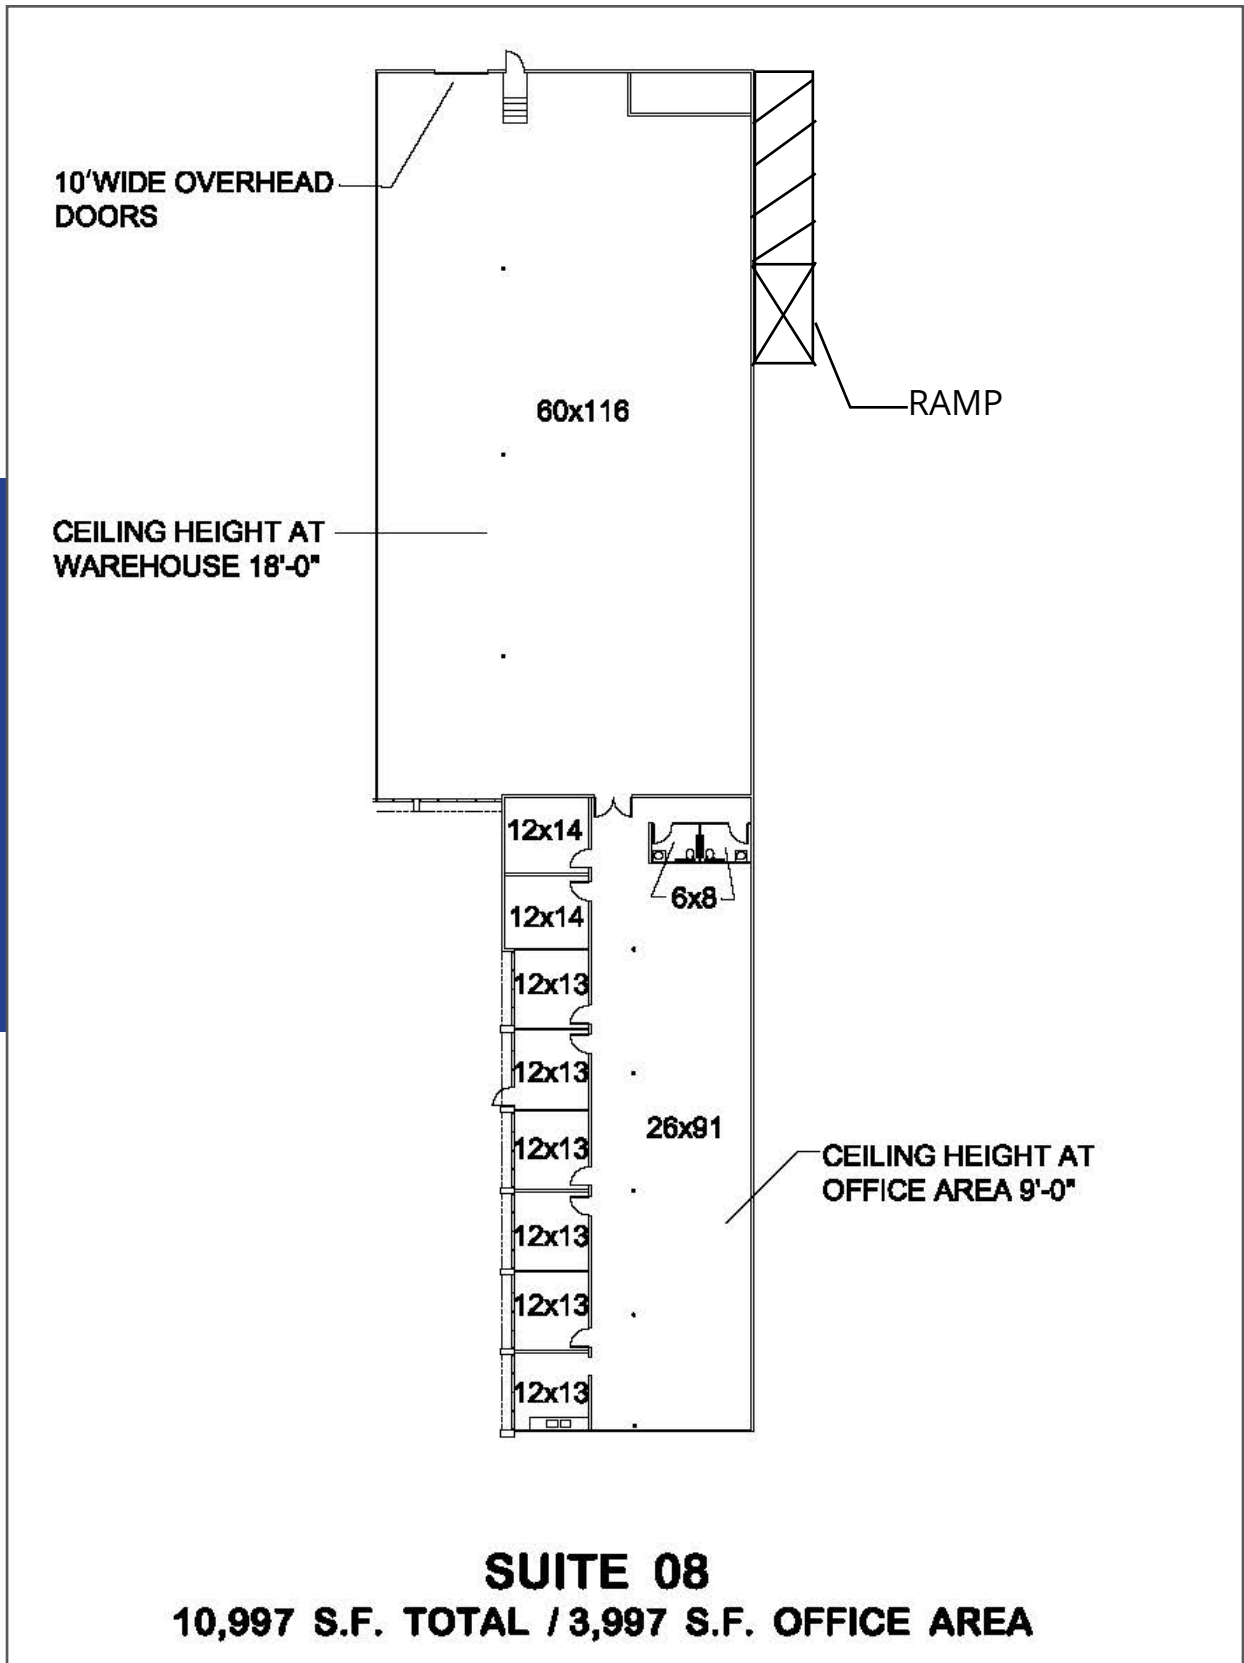 10'WIDE OVERHEAD
DOORS
60x116
RAMP
CEILING HEIGHT AT
WAREHOUSE 18'-0"
12x14
6x8
12x14
12x13
12x13
26x91
12x13
CEILING HEIGHT AT
OFFICE AREA 9'-0"
12x13
12x13
12x13
SUITE 08
10,997 S.F. TOTAL / 3,997 S.F. OFFICE AREA